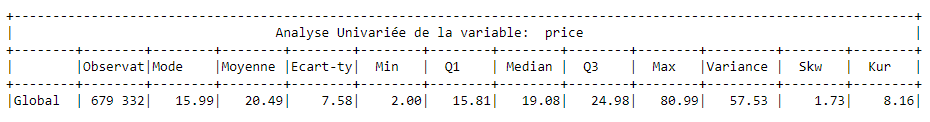 Analyse Univariée de la variable: price
Observat Mode Moyenne Ecart-ty Min Q1 Median Q3 Max Variance Skw Kur
Global 679 332 15.99 20.49 7.58 2.00 15.81 19.08 24.98 80.99 57.53 1.73 8.16